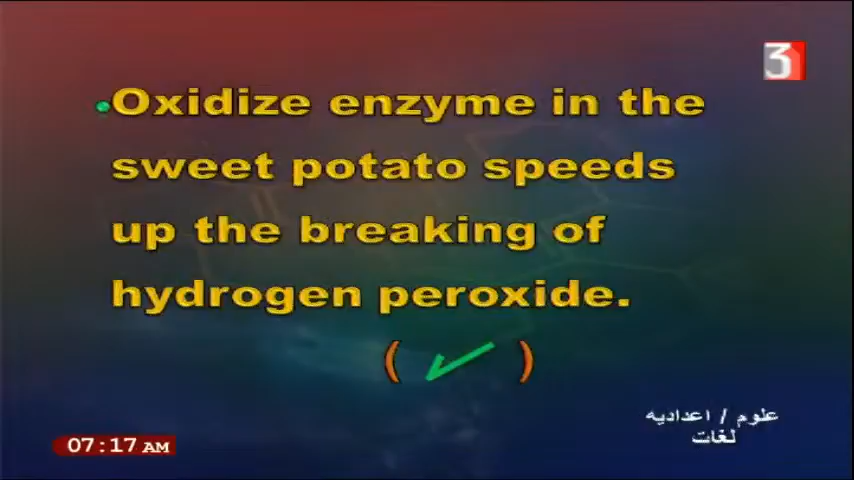 3
•Oxidize enzyme in the
sweet potato speeds
up the breaking of
hydrogen peroxide.
( ✓ )
علوم / اعداديه
لغات
07:17 AM